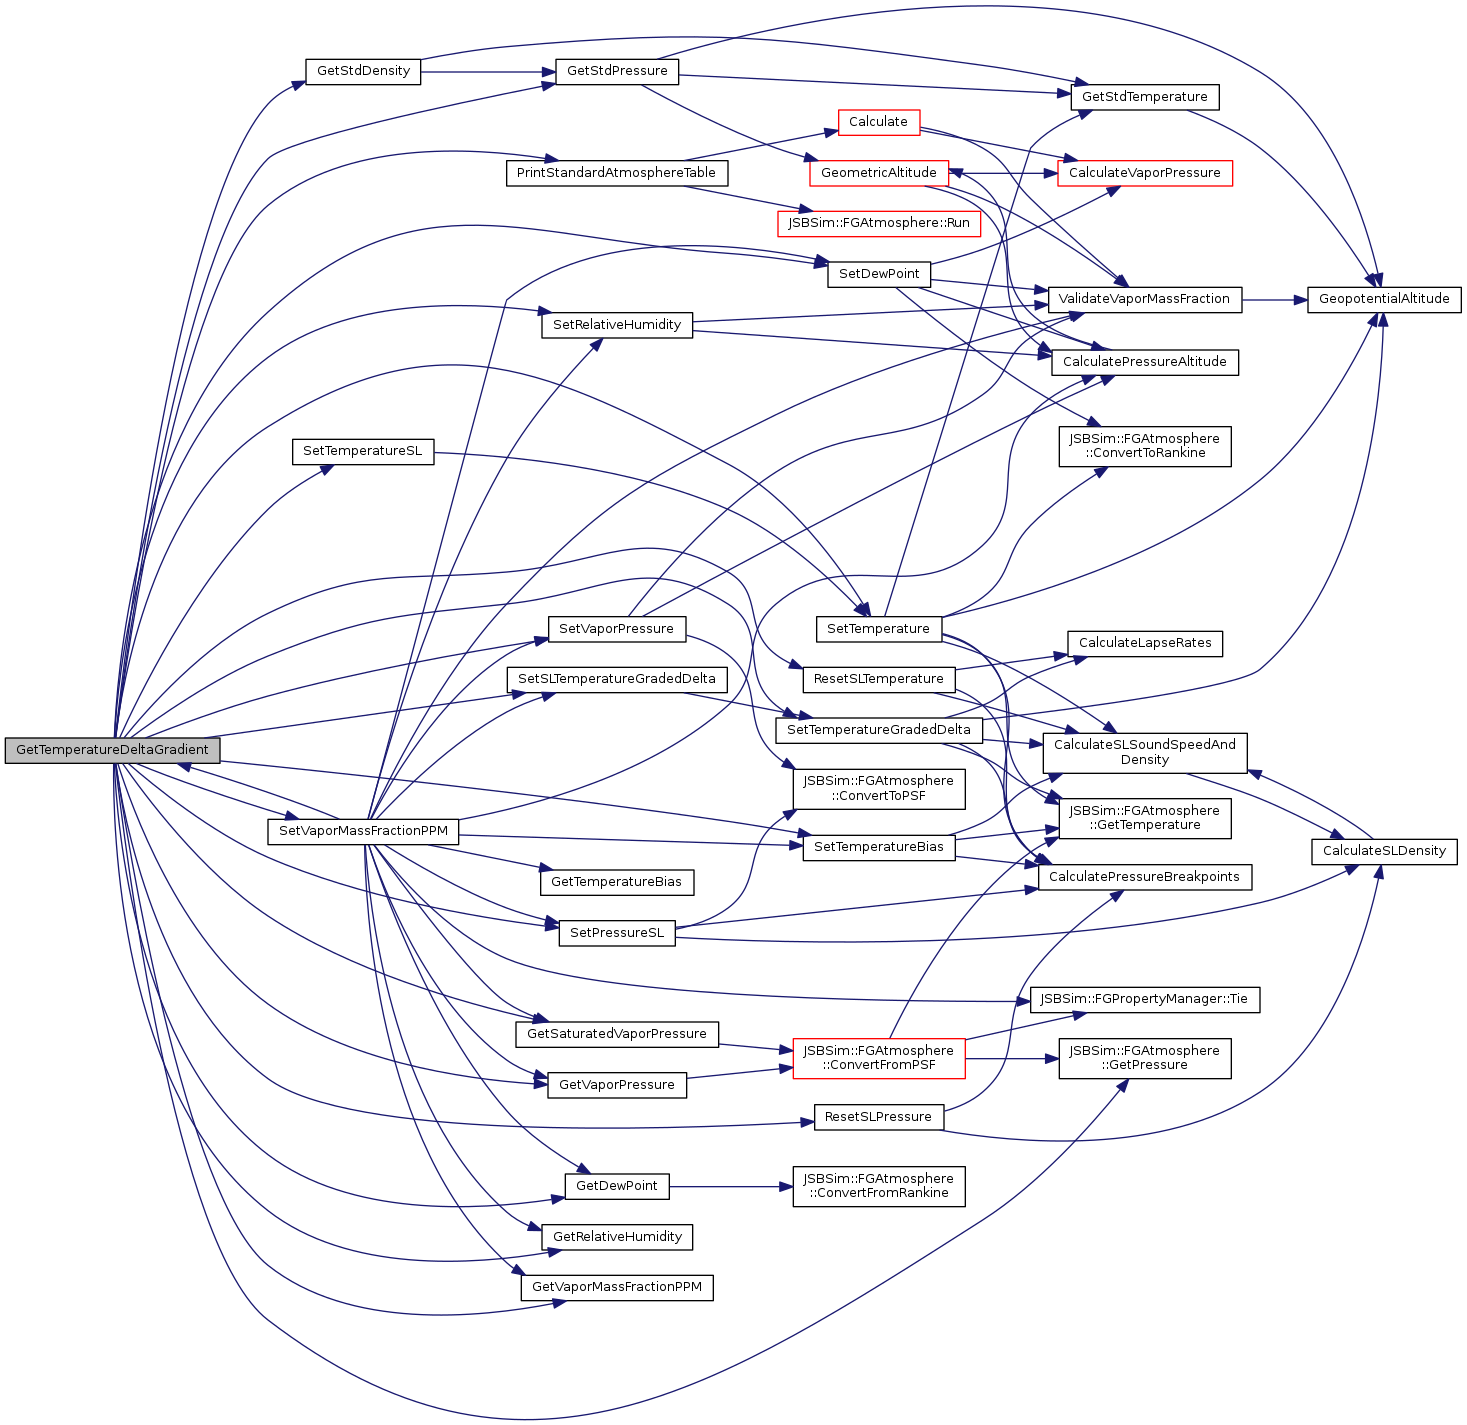 GetStdDensity
GetStdPressure
GetStdTemperature
Calculate
PrintStandardAtmosphereTable
GeometricAltitude
CalculateVaporPressure
JSBSim::FGAtmosphere::Run
SetDewPoint
ValidateVaporMassFraction
GeopotentialAltitude
SetRelativeHumidity
CalculatePressureAltitude
SetTemperatureSL
JSBSim::FGAtmosphere
::ConvertToRankine
SetVaporPressure
SetTemperature
CalculateLapseRates
SetSLTemperatureGradedDelta
ResetSLTemperature
SetTemperatureGradedDelta
GetTemperatureDeltaGradient
CalculateSLSoundSpeedAnd
Density
JSBSim::FGAtmosphere
::ConvertToPSF
JSBSim::FGAtmosphere
::GetTemperature
SetVaporMassFractionPPM
SetTemperatureBias
CalculateSLDensity
GetTemperatureBias
CalculatePressureBreakpoints
SetPressureSL
JSBSim::FGPropertyManager::Tie
GetSaturatedVaporPressure
JSBSim::FGAtmosphere
::ConvertFromPSF
JSBSim::FGAtmosphere
::GetPressure
GetVaporPressure
ResetSLPressure
GetDewPoint
JSBSim::FGAtmosphere
::ConvertFromRankine
GetRelativeHumidity
GetVaporMassFractionPPM